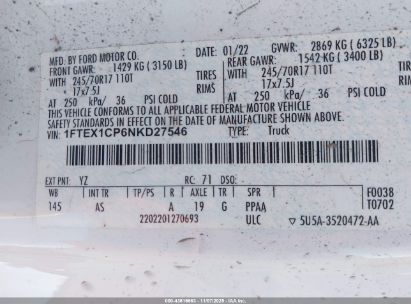 MFD. BY FORD MOTOR CO.
DATE: 01/22 GVWR: 2869 KG ( 6325 LB)
FRONT GAWR: 1429 KG ( 3150 LB) REAR GAWR: 1542 KG ( 3400 LB)
245/70R17 110T TIRES 245/70R17 110T
17x7.5J RIMS 17x7.5J
AT 250 kPa/ 36 PSI COLD AT 250 kPa/ 36 PSI COLD
THIS VEHICLE CONFORMS TO ALL APPLICABLE FEDERAL MOTOR VEHICLE
SAFETY STANDARDS IN EFFECT ON THE DATE OF MANUFACTURE SHOWN ABOVE.
VIN: 1FTEX1CP6NKD27546 TYPE: Truck
EXT PNT: YZ RC: 71 DSO:
WB INT TR TP/PS R AXLE TR SPR F0038
145 AS A 19 G PPAA T0702
2202201270693 ULC 5U5A-3520472-AA